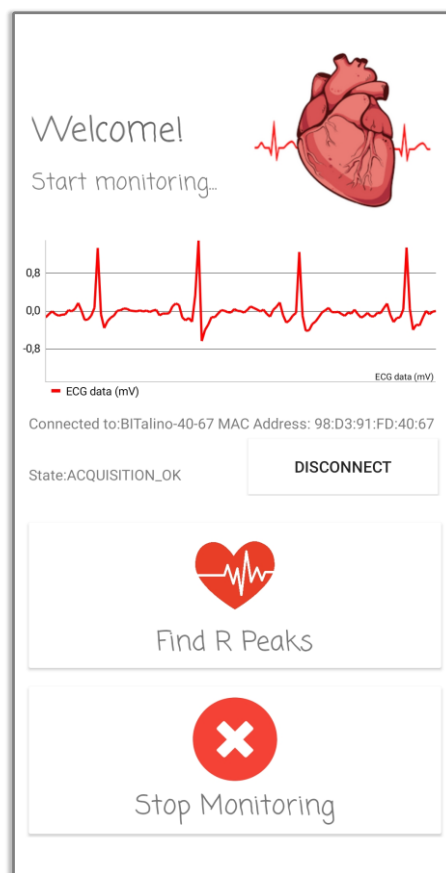 Welcome!
Start monitoring...
0,8
0,0
-0,8
ECG data (mV)
ECG data (mV)
Connected to:BITalino-40-67 MAC Address: 98:D3:91:FD:40:67
State:ACQUISITION_OK
DISCONNECT
Find R Peaks
Stop Monitoring